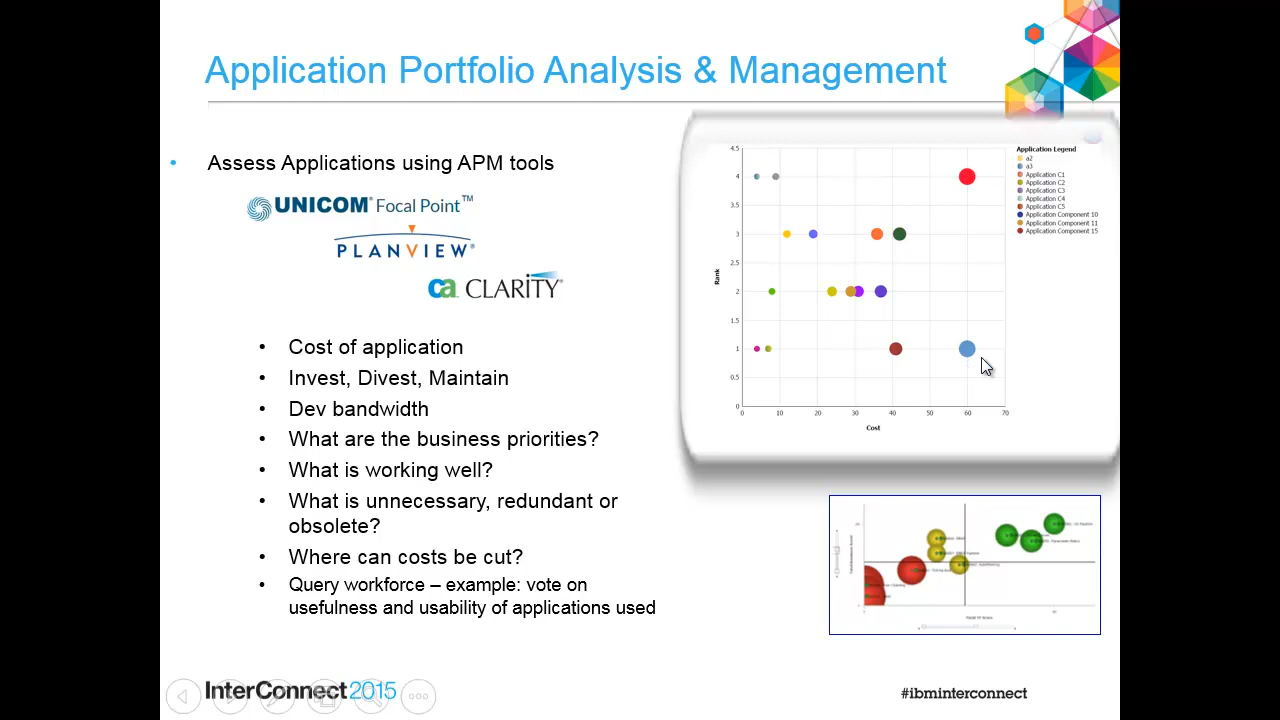 Application Portfolio Analysis & Management
• Assess Applications using APM tools
UNICOM® Focal Point™
PLANVIEW®
ca CLARITY
• Cost of application
• Invest, Divest, Maintain
• Dev bandwidth
• What are the business priorities?
• What is working well?
• What is unnecessary, redundant or
obsolete?
• Where can costs be cut?
• Query workforce – example: vote on
usefulness and usability of applications used
4.5
4
3.5
3
2.5
2
1.5
1
0.5
0
Rank
0 10 20 30 40 50 60 70
Cost
Application Legend
a2
a3
Application C1
Application C2
Application C3
Application C4
Application C5
Application Component 10
Application Component 11
Application Component 15
InterConnect 2015
#ibminterconnect